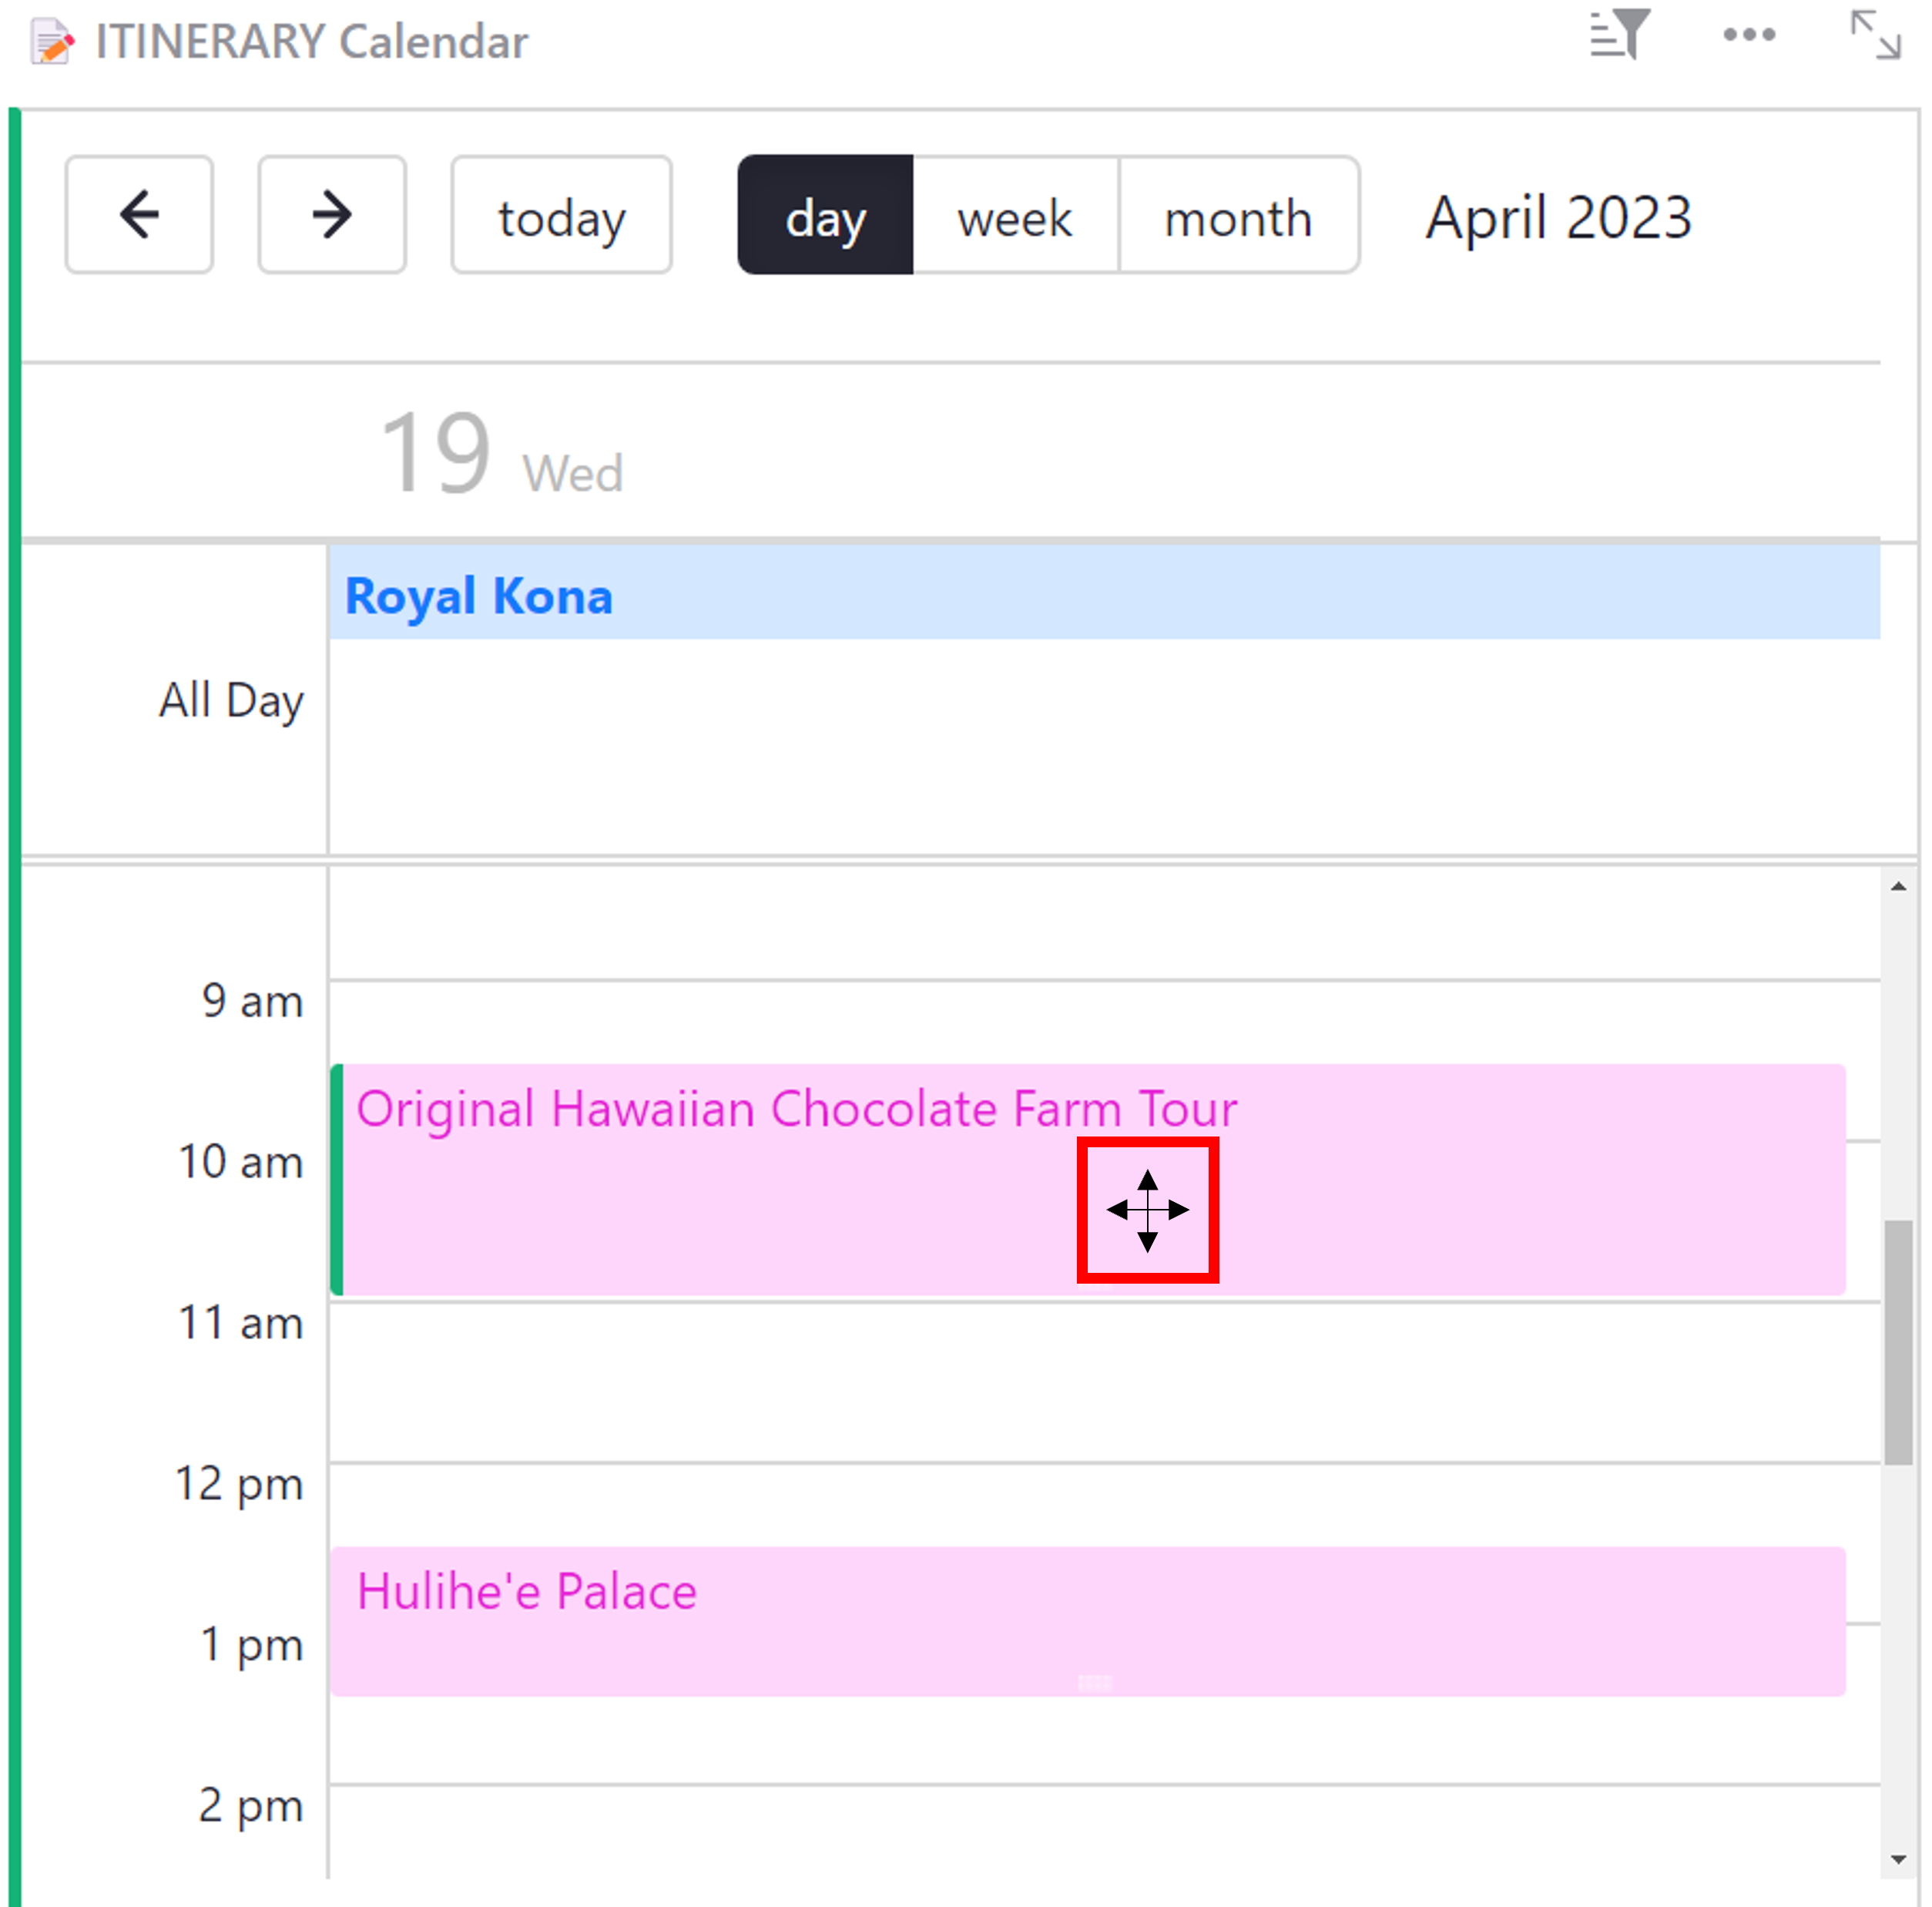 ITINERARY Calendar
today day week month April 2023
19 Wed
Royal Kona
All Day
9 am
Original Hawaiian Chocolate Farm Tour
10 am
11 am
12 pm
Hulihe'e Palace
1 pm
2 pm